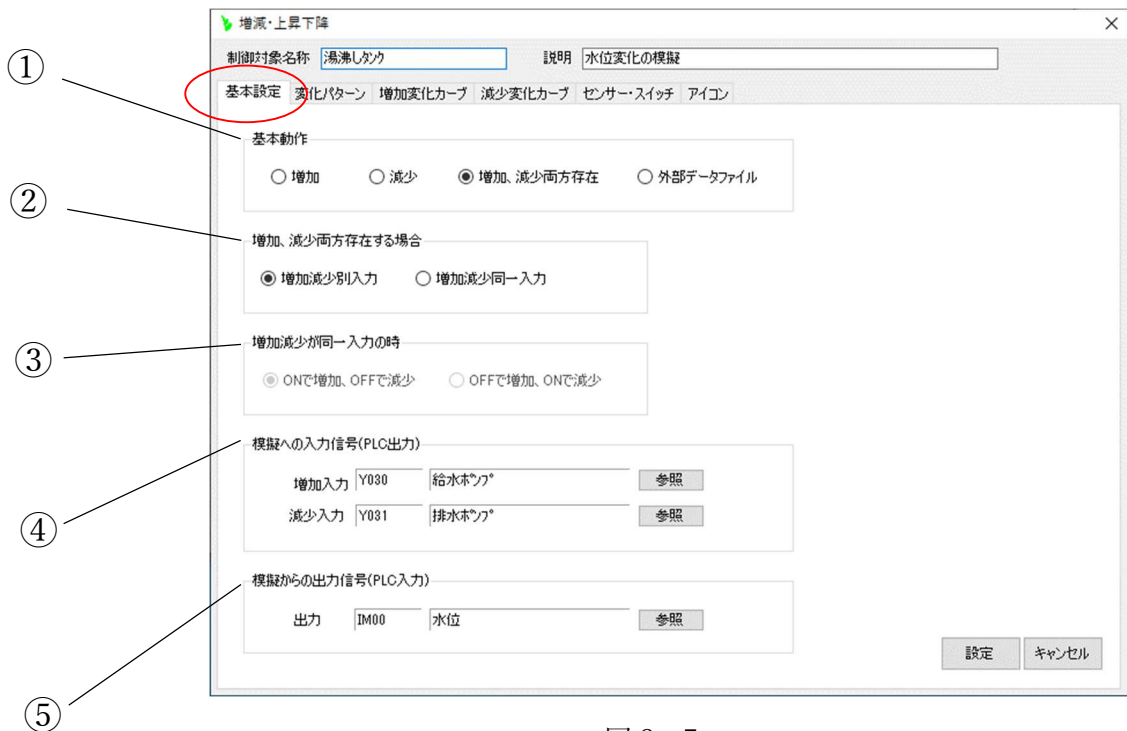 増減・上昇下降
制御対象名称 湯沸しﾀﾝｸ 説明 水位変化の模擬
①
基本設定 変化パターン 増加変化カーブ 減少変化カーブ センサー・スイッチ アイコン
基本動作
増加 減少 増加、減少両方存在 外部データファイル
②
増加、減少両方存在する場合
増加減少別入力 増加減少同一入力
③
増加減少が同一入力の時
ONで増加、OFFで減少 OFFで増加、ONで減少
模擬への入力信号(PLC出力)
増加入力 Y030 給水ﾎﾟﾝﾌﾟ 参照
④
減少入力 Y031 排水ﾎﾟﾝﾌﾟ 参照
模擬からの出力信号(PLC入力)
出力 IM00 水位 参照
設定 キャンセル
⑤